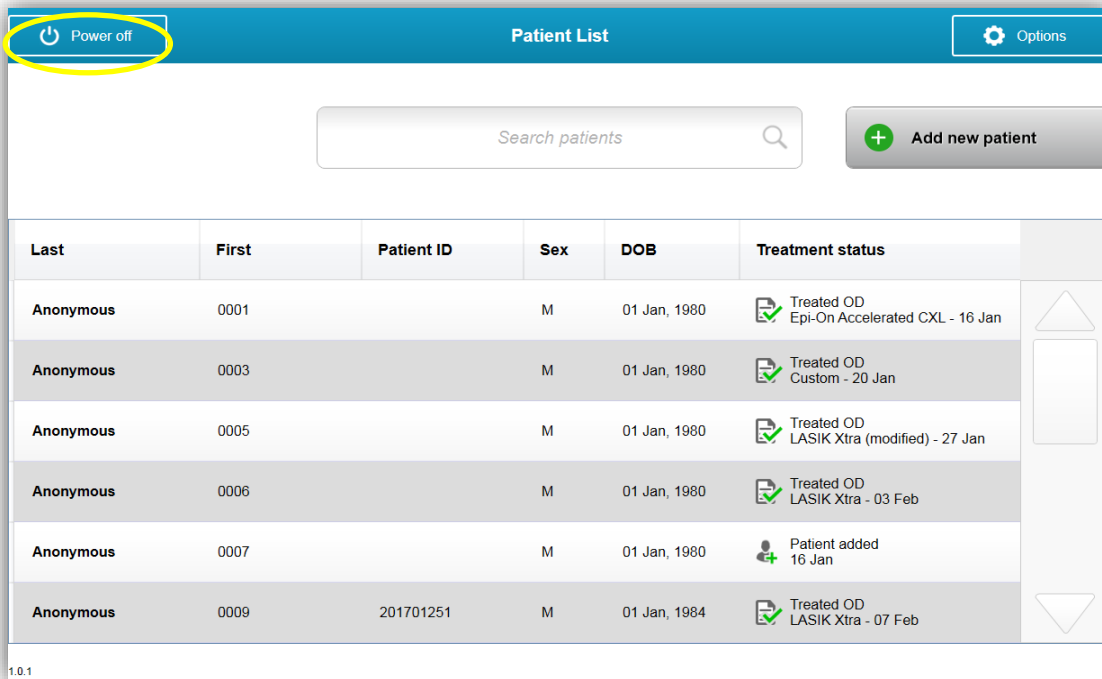 Power off
Patient List
Options
Search patients
Add new patient
Last First Patient ID Sex DOB Treatment status
Anonymous 0001 M 01 Jan, 1980 Treated OD
Epi-On Accelerated CXL - 16 Jan
Anonymous 0003 M 01 Jan, 1980 Treated OD
Custom - 20 Jan
Anonymous 0005 M 01 Jan, 1980 Treated OD
LASIK Xtra (modified) - 27 Jan
Anonymous 0006 M 01 Jan, 1980 Treated OD
LASIK Xtra - 03 Feb
Anonymous 0007 M 01 Jan, 1980 Patient added
16 Jan
Anonymous 0009 201701251 M 01 Jan, 1984 Treated OD
LASIK Xtra - 07 Feb
1.0.1